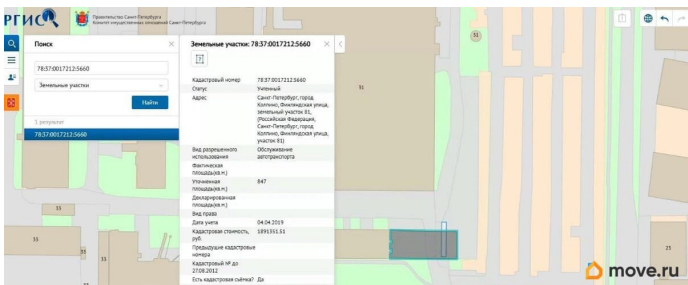 РГИС
Правительство Санкт-Петербурга
Комитет имущественных отношений Санкт-Петербурга
Поиск
78:37:0017212:5660
Земельные участки
Найти
1 результат
78:37:0017212:5660
Земельные участки: 78:37:0017212:5660
Кадастровый номер 78:37:0017212:5660
Статус Учтенный
Адрес Санкт-Петербург, город
Колпино, Финляндская улица,
земельный участок 81,
(Российская Федерация,
Санкт-Петербург, город
Колпино, Финляндская улица,
участок 81)
Вид разрешенного использования Обслуживание автотранспорта
Фактическая площадь(кв.м.)
Уточненная площадь(кв.м.) 847
Декларированная площадь(кв.м.)
Вид права
Дата учета 04.04.2019
Кадастровая стоимость, руб. 1891351.51
Предыдущие кадастровые номера
Кадастровый № до 27.08.2012
Есть кадастровая съёмка? Да
31
31
33
33
33
33
25
move.ru